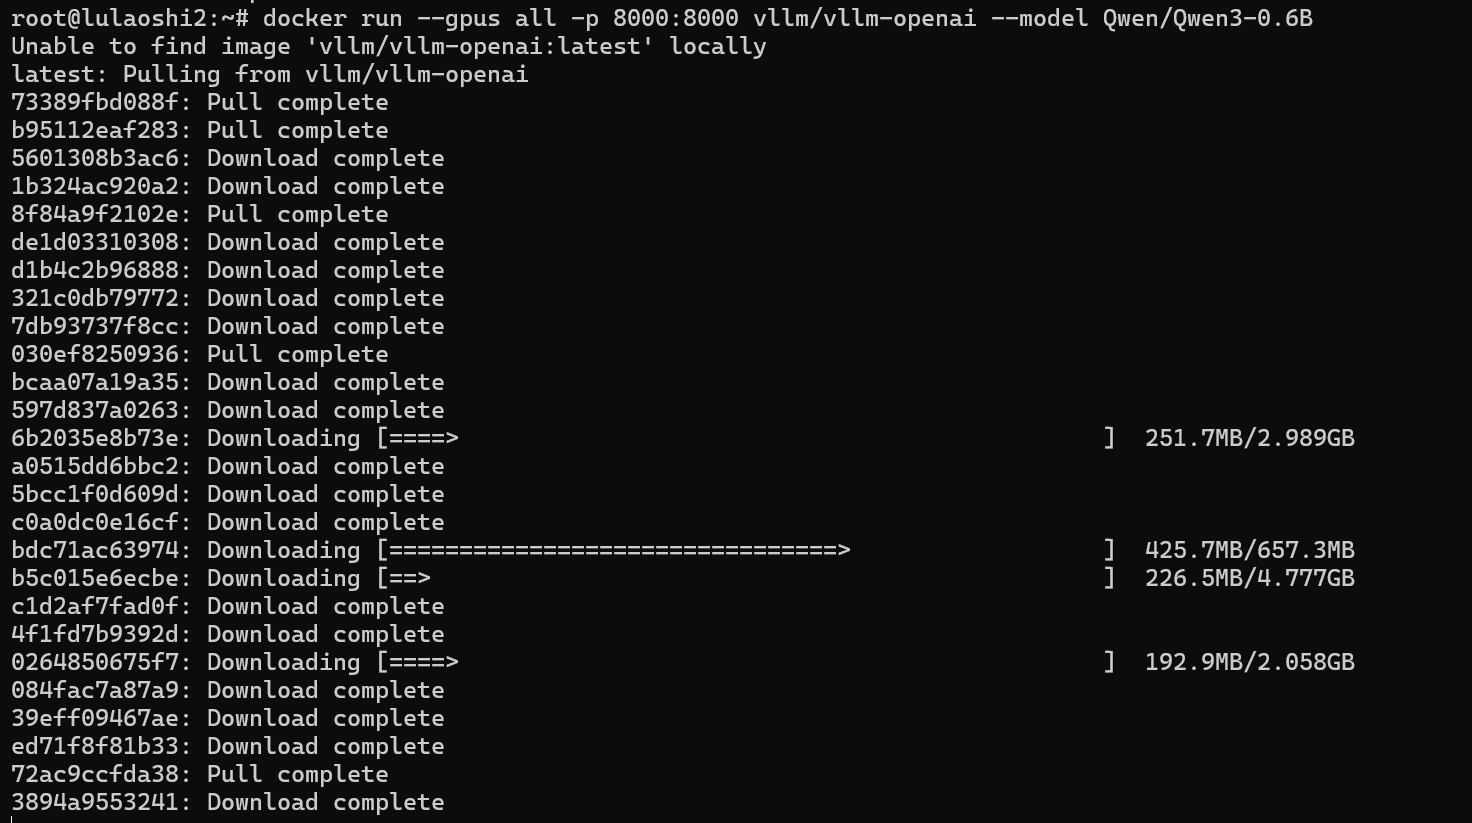 root@lulaoshi2:~# docker run --gpus all -p 8000:8000 vllm/vllm-openai --model Qwen/Qwen3-0.6B
Unable to find image 'vllm/vllm-openai:latest' locally
latest: Pulling from vllm/vllm-openai
73389fbd088f: Pull complete
b95112eaf283: Pull complete
5601308b3ac6: Download complete
1b324ac920a2: Download complete
8f84a9f2102e: Pull complete
de1d03310308: Download complete
d1b4c2b96888: Download complete
321c0db79772: Download complete
7db93737f8cc: Download complete
030ef8250936: Pull complete
bcaa07a19a35: Download complete
597d837a0263: Download complete
6b2035e8b73e: Downloading [====>                                              ]  251.7MB/2.989GB
a0515dd6bbc2: Download complete
5bcc1f0d609d: Download complete
c0a0dc0e16cf: Download complete
bdc71ac63974: Downloading [================================>                  ]  425.7MB/657.3MB
b5c015e6ecbe: Downloading [==>                                                ]  226.5MB/4.777GB
c1d2af7fad0f: Download complete
4f1fd7b9392d: Download complete
0264850675f7: Downloading [====>                                              ]  192.9MB/2.058GB
084fac7a87a9: Download complete
39eff09467ae: Download complete
ed71f8f81b33: Download complete
72ac9ccfda38: Pull complete
3894a9553241: Download complete